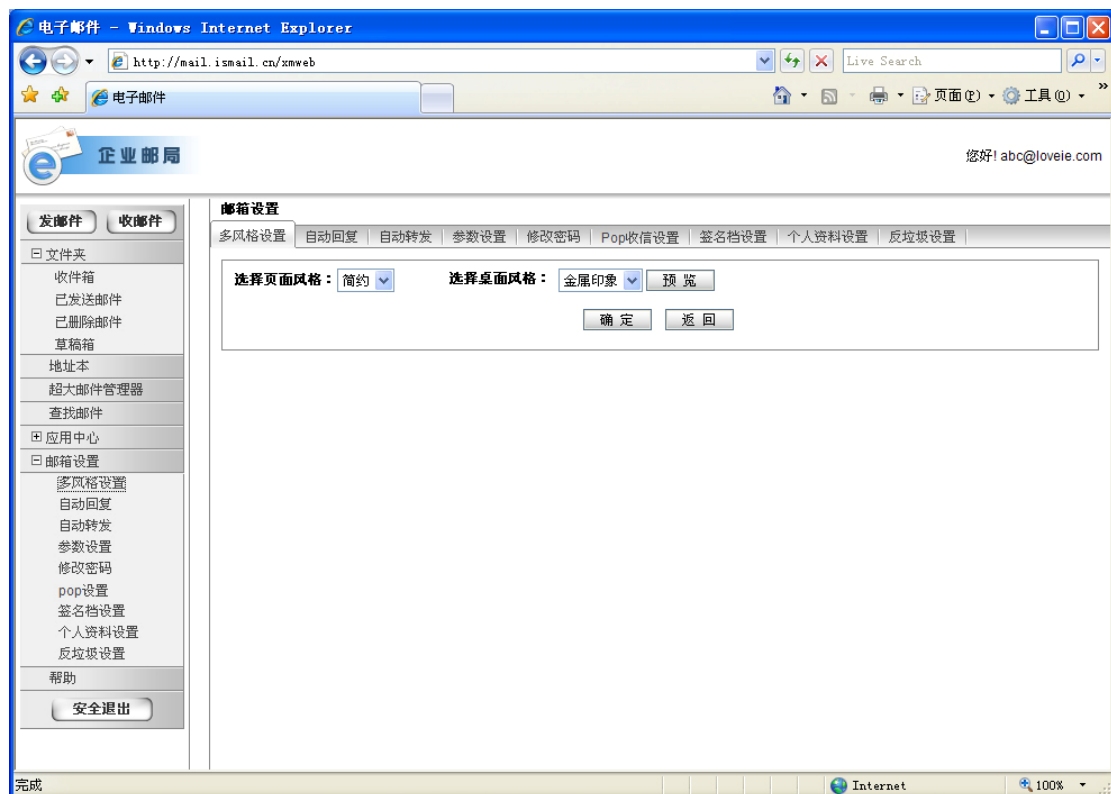 电子邮件 - Windows Internet Explorer
http://mail.ismail.cn/xmweb
Live Search
电子邮件
页面(P) 工具(O) »
企业邮局
您好! abc@loveie.com
发邮件 收邮件
文件夹
收件箱
已发送邮件
已删除邮件
草稿箱
地址本
超大邮件管理器
查找邮件
应用中心
邮箱设置
多风格设置
自动回复
自动转发
参数设置
修改密码
pop设置
签名档设置
个人资料设置
反垃圾设置
帮助
安全退出
邮箱设置
多风格设置 自动回复 自动转发 参数设置 修改密码 Pop收信设置 签名档设置 个人资料设置 反垃圾设置
选择页面风格： 简约 选择桌面风格： 金属印象 预 览
确 定 返 回
完成 Internet 100%